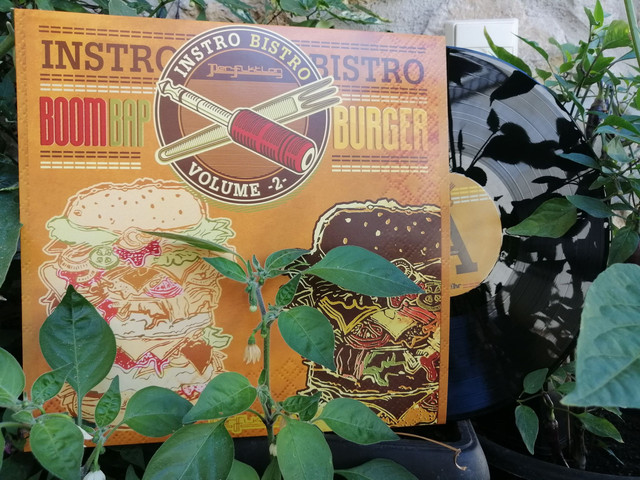 INSTRO BISTRO
INSTRO BISTRO
BOOM BAP BURGER
VOLUME -2-
A